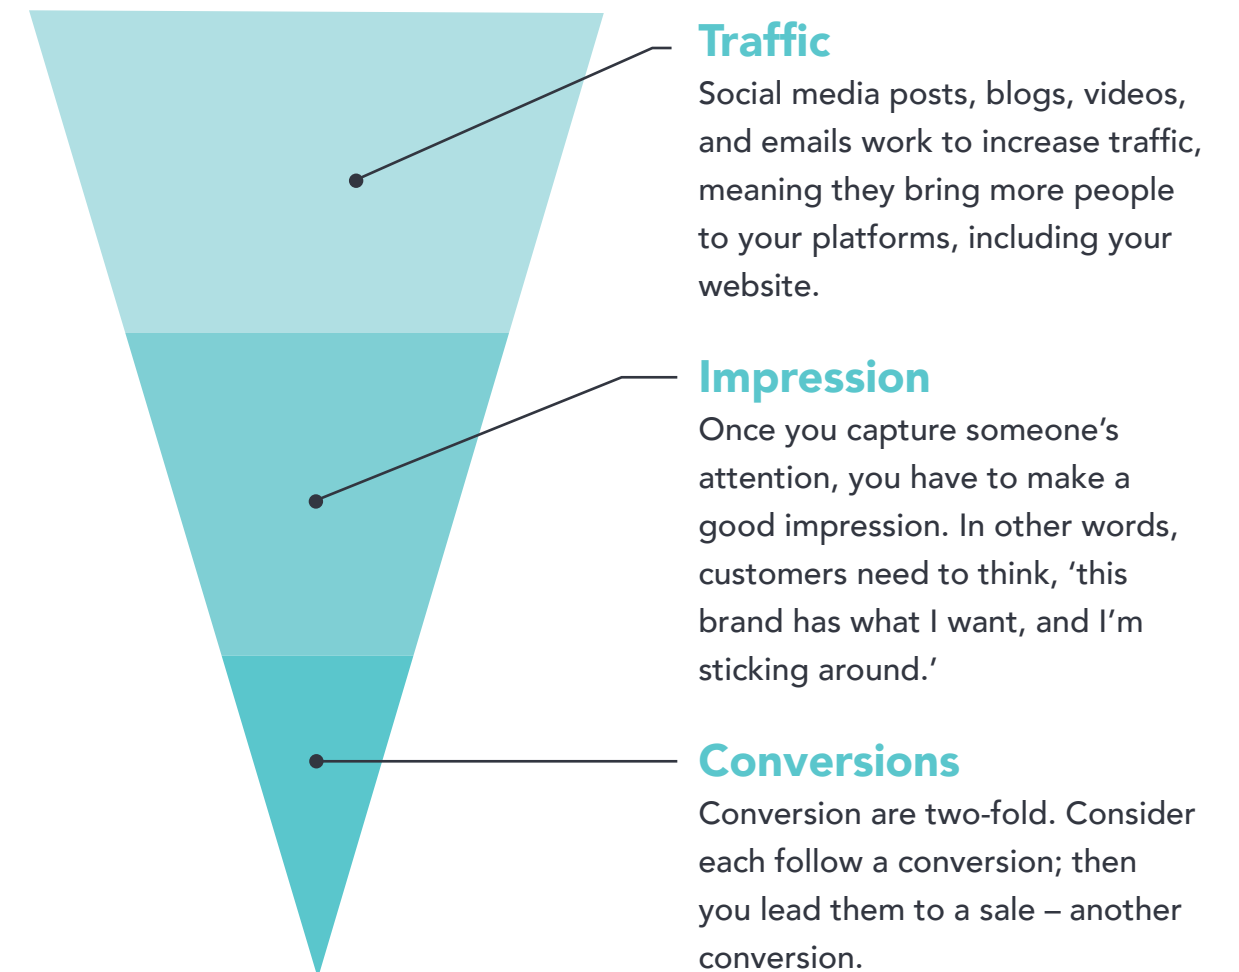 Traffic
Social media posts, blogs, videos,
and emails work to increase traffic,
meaning they bring more people
to your platforms, including your
website.
Impression
Once you capture someone’s
attention, you have to make a
good impression. In other words,
customers need to think, ‘this
brand has what I want, and I’m
sticking around.’
Conversions
Conversion are two-fold. Consider
each follow a conversion; then
you lead them to a sale – another
conversion.